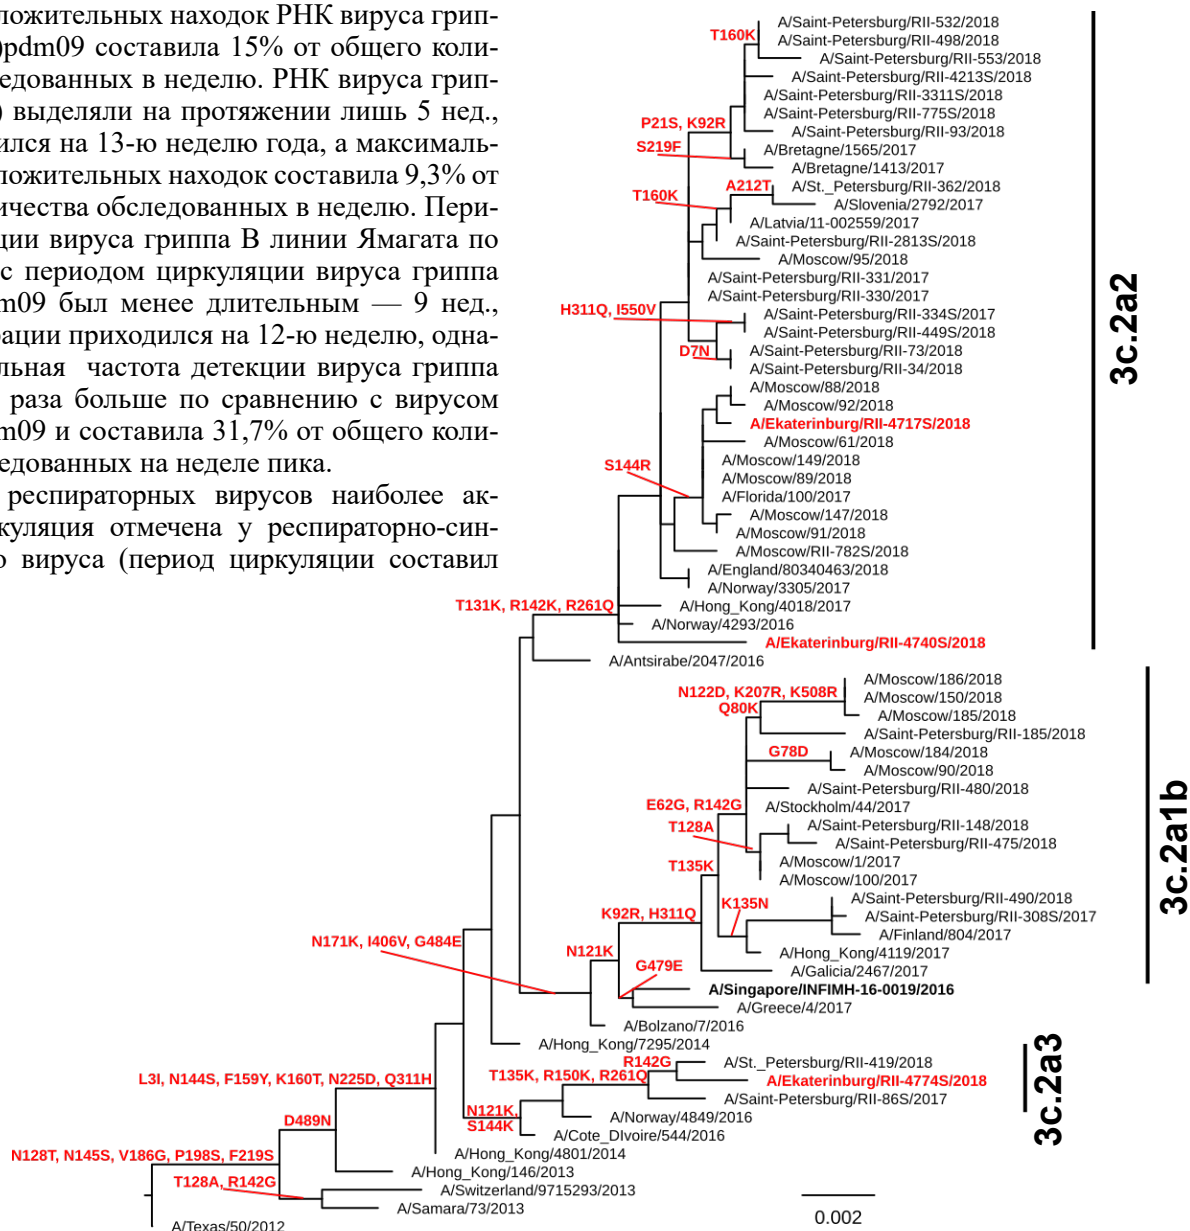 ложительных находок РНК вируса грип-
)pdm09 составила 15% от общего коли-
едованных в неделю. РНК вируса грип-
) выделяли на протяжении лишь 5 нед.,
ился на 13-ю неделю года, а максималь-
ложительных находок составила 9,3% от
ичества обследованных в неделю. Пери-
ции вируса гриппа В линии Ямагата по
с периодом циркуляции вируса гриппа
m09 был менее длительным — 9 нед.,
рации приходился на 12-ю неделю, одна-
льная частота детекции вируса гриппа
раза больше по сравнению с вирусом
m09 и составила 31,7% от общего коли-
едованных на неделе пика.
респираторных вирусов наиболее ак-
куляция отмечена у респираторно-син-
о вируса (период циркуляции составил
A/Saint-Petersburg/RII-532/2018
T160K
A/Saint-Petersburg/RII-498/2018
A/Saint-Petersburg/RII-553/2018
A/Saint-Petersburg/RII-4213S/2018
A/Saint-Petersburg/RII-3311S/2018
A/Saint-Petersburg/RII-775S/2018
P21S, K92R
A/Saint-Petersburg/RII-93/2018
S219F
A/Bretagne/1565/2017
A/Bretagne/1413/2017
A212T
A/St._Petersburg/RII-362/2018
T160K
A/Slovenia/2792/2017
A/Latvia/11-002559/2017
A/Saint-Petersburg/RII-2813S/2018
A/Moscow/95/2018
A/Saint-Petersburg/RII-331/2017
A/Saint-Petersburg/RII-330/2017
H311Q, I550V
A/Saint-Petersburg/RII-334S/2017
A/Saint-Petersburg/RII-449S/2018
D7N
A/Saint-Petersburg/RII-73/2018
A/Saint-Petersburg/RII-34/2018
A/Moscow/88/2018
A/Moscow/92/2018
A/Ekaterinburg/RII-4717S/2018
A/Moscow/61/2018
A/Moscow/149/2018
S144R
A/Moscow/89/2018
A/Florida/100/2017
A/Moscow/147/2018
A/Moscow/91/2018
A/Moscow/RII-782S/2018
A/England/80340463/2018
A/Norway/3305/2017
T131K, R142K, R261Q
A/Hong_Kong/4018/2017
A/Norway/4293/2016
A/Ekaterinburg/RII-4740S/2018
A/Antsirabe/2047/2016
3c.2a2
A/Moscow/186/2018
N122D, K207R, K508R
A/Moscow/150/2018
Q80K
A/Moscow/185/2018
A/Saint-Petersburg/RII-185/2018
G78D
A/Moscow/184/2018
A/Moscow/90/2018
A/Saint-Petersburg/RII-480/2018
E62G, R142G
A/Stockholm/44/2017
T128A
A/Saint-Petersburg/RII-148/2018
A/Saint-Petersburg/RII-475/2018
T135K
A/Moscow/1/2017
A/Moscow/100/2017
K135N
A/Saint-Petersburg/RII-490/2018
K92R, H311Q
A/Saint-Petersburg/RII-308S/2017
A/Finland/804/2017
N171K, I406V, G484E
N121K
A/Hong_Kong/4119/2017
G479E
A/Galicia/2467/2017
A/Singapore/INFIMH-16-0019/2016
A/Greece/4/2017
A/Bolzano/7/2016
A/Hong_Kong/7295/2014
3c.2a1b
R142G
A/St._Petersburg/RII-419/2018
L3I, N144S, F159Y, K160T, N225D, Q311H
T135K, R150K, R261Q
A/Ekaterinburg/RII-4774S/2018
A/Saint-Petersburg/RII-86S/2017
N121K,
S144K
A/Norway/4849/2016
D489N
A/Cote_DIvoire/544/2016
3c.2a3
A/Hong_Kong/4801/2014
N128T, N145S, V186G, P198S, F219S
A/Hong_Kong/146/2013
T128A, R142G
A/Switzerland/9715293/2013
A/Samara/73/2013
A/Texas/50/2012
0.002